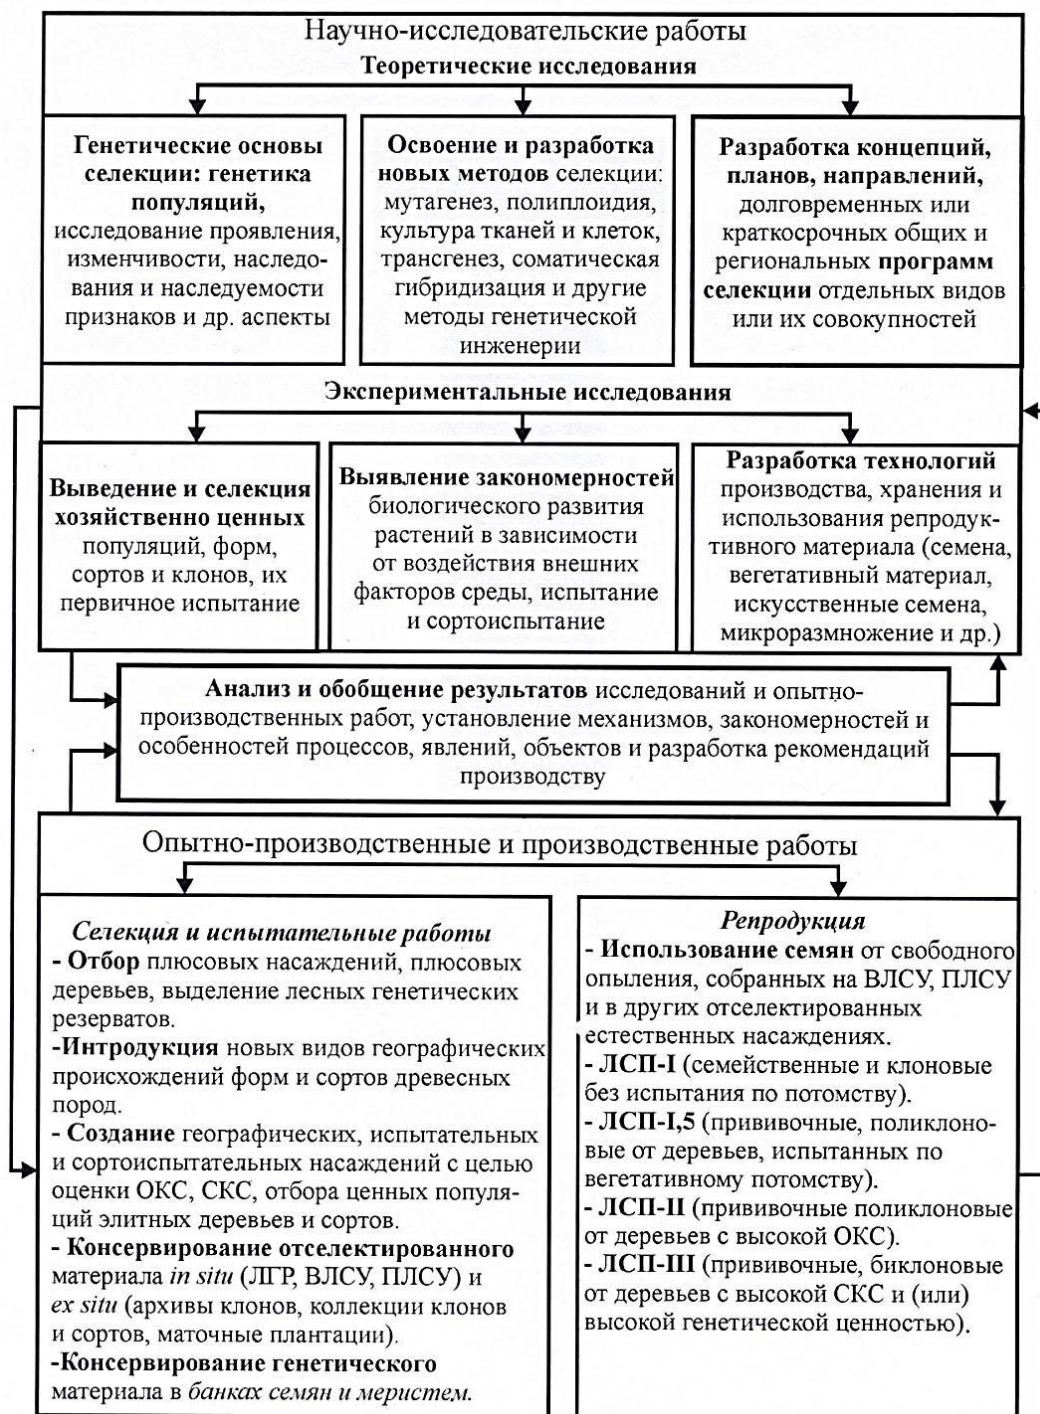 Научно-исследовательские работы
Теоретические исследования
Генетические основы
селекции: генетика
популяций,
исследование проявления,
изменчивости, наследо-
вания и наследуемости
признаков и др. аспекты
Освоение и разработка
новых методов селекции:
мутагенез, полиплоидия,
культура тканей и клеток,
трансгенез, соматическая
гибридизация и другие
методы генетической
инженерии
Разработка концепций,
планов, направлений,
долговременных или
краткосрочных общих и
региональных программ
селекции отдельных видов
или их совокупностей
Экспериментальные исследования
Выведение и селекция
хозяйственно ценных
популяций, форм,
сортов и клонов, их
первичное испытание
Выявление закономерностей
биологического развития
растений в зависимости
от воздействия внешних
факторов среды, испытание
и сортоиспытание
Разработка технологий
производства, хранения и
использования репродук-
тивного материала (семена,
вегетативный материал,
искусственные семена,
микроразмножение и др.)
Анализ и обобщение результатов исследований и опытно-
производственных работ, установление механизмов, закономерностей и
особенностей процессов, явлений, объектов и разработка рекомендаций
производству
Опытно-производственные и производственные работы
Селекция и испытательные работы
- Отбор плюсовых насаждений, плюсовых
деревьев, выделение лесных генетических
резерватов.
-Интродукция новых видов географических
происхождений форм и сортов древесных
пород.
- Создание географических, испытательных
и сортоиспытательных насаждений с целью
оценки ОКС, СКС, отбора ценных популя-
ций элитных деревьев и сортов.
- Консервирование отселектированного
материала in situ (ЛГР, ВЛСУ, ПЛСУ) и
ex situ (архивы клонов, коллекции клонов
и сортов, маточные плантации).
-Консервирование генетического
материала в банках семян и меристем.
Репродукция
- Использование семян от свободного
опыления, собранных на ВЛСУ, ПЛСУ
и в других отселектированных
естественных насаждениях.
- ЛСП-I (семейственные и клоновые
без испытания по потомству).
- ЛСП-I,5 (прививочные, поликлоно-
вые от деревьев, испытанных по
вегетативному потомству).
- ЛСП-II (прививочные поликлоновые
от деревьев с высокой ОКС).
- ЛСП-III (прививочные, биклоновые
от деревьев с высокой СКС и (или)
высокой генетической ценностью).